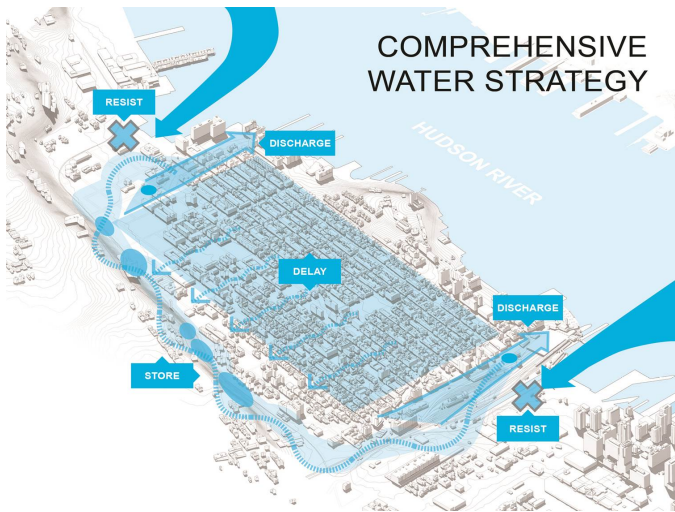 COMPREHENSIVE
WATER STRATEGY
RESIST
DISCHARGE
HUDSON RIVER
DELAY
DISCHARGE
STORE
RESIST